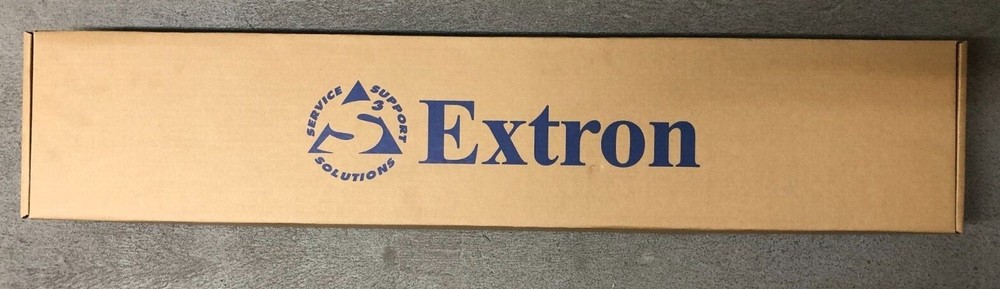 SERVICE SUPPORT SOLUTIONS
S3
Extron